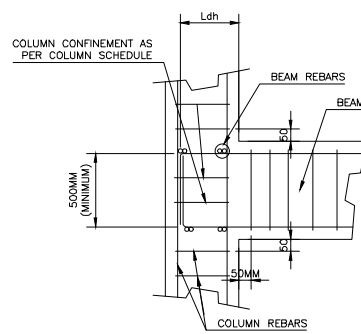 Ldh
COLUMN CONFINEMENT AS
PER COLUMN SCHEDULE
BEAM REBARS
50
BEAM
500MM
(MINIMUM)
50
50MM
COLUMN REBARS